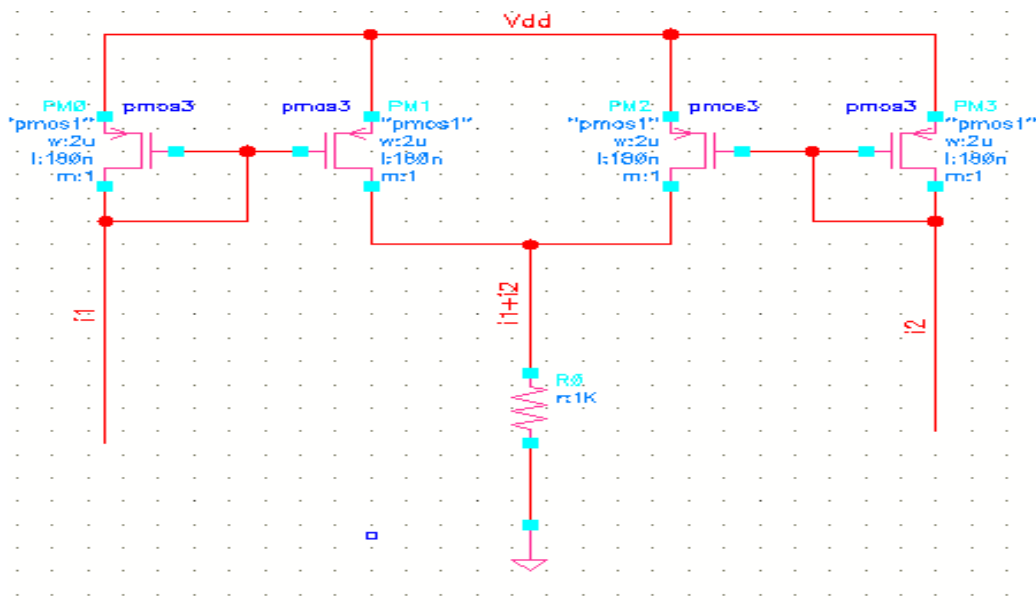 Vdd
PM0 pmos3 pmos3 PM1 PM2 pmos3 pmos3 PM3
"pmos1" "pmos1" "pmos1" "pmos1"
w:2u w:2u w:2u w:2u
l:180n l:180n l:180n l:180n
m:1 m:1 m:1 m:1
i1 i1+i2 i2
R0
r:1K